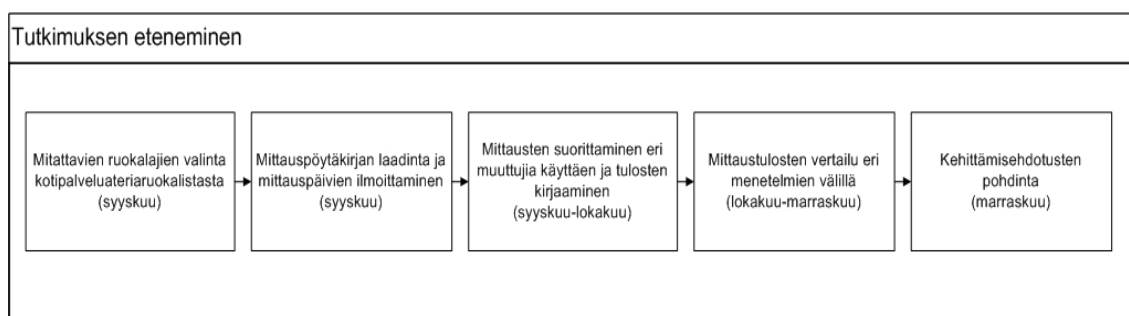 Tutkimuksen eteneminen
Mitattavien ruokalajien valinta
kotipalveluateriaruokalistasta
(syyskuu)
Mittauspöytäkirjan laadinta ja
mittauspäivien ilmoittaminen
(syyskuu)
Mittausten suorittaminen eri
muuttujia käyttäen ja tulosten
kirjaaminen
(syyskuu-lokakuu)
Mittaustulosten vertailu eri
menetelmien välillä
(lokakuu-marraskuu)
Kehittämisehdotusten
pohdinta
(marraskuu)